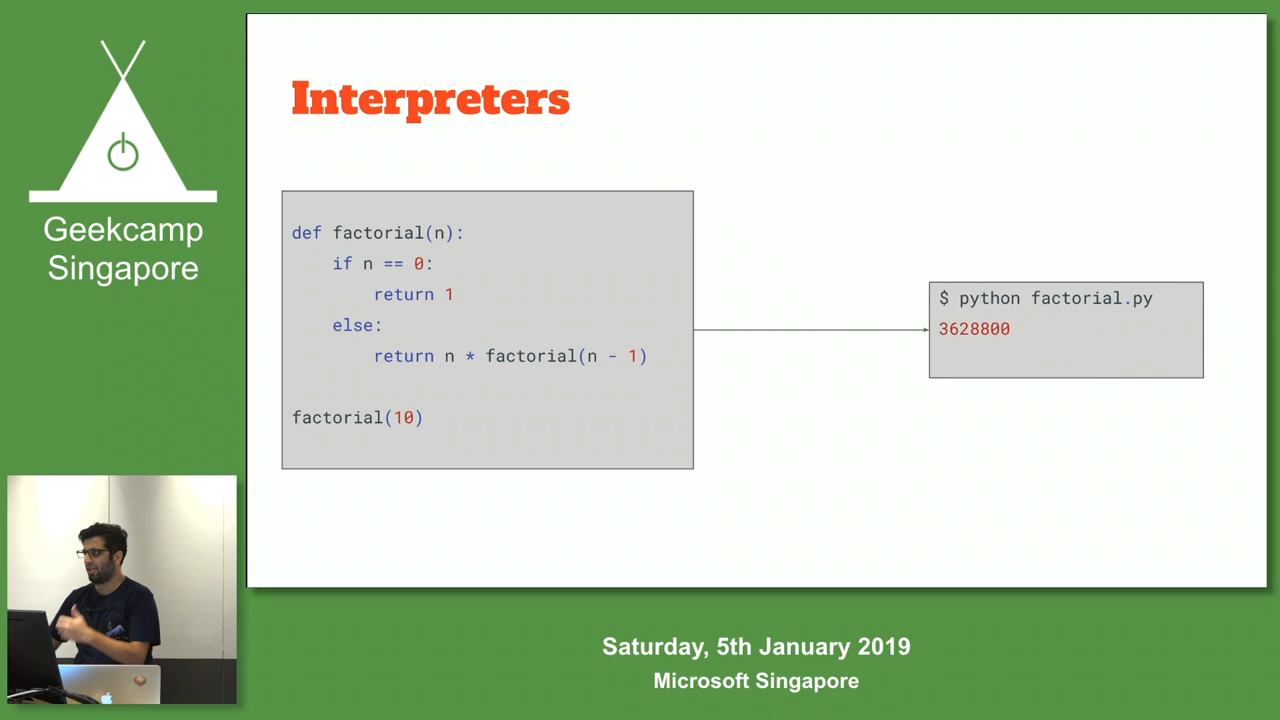 Geekcamp
Singapore
Interpreters
def factorial(n):
    if n == 0:
        return 1
    else:
        return n * factorial(n - 1)
factorial(10)
$ python factorial.py
3628800
Saturday, 5th January 2019
Microsoft Singapore